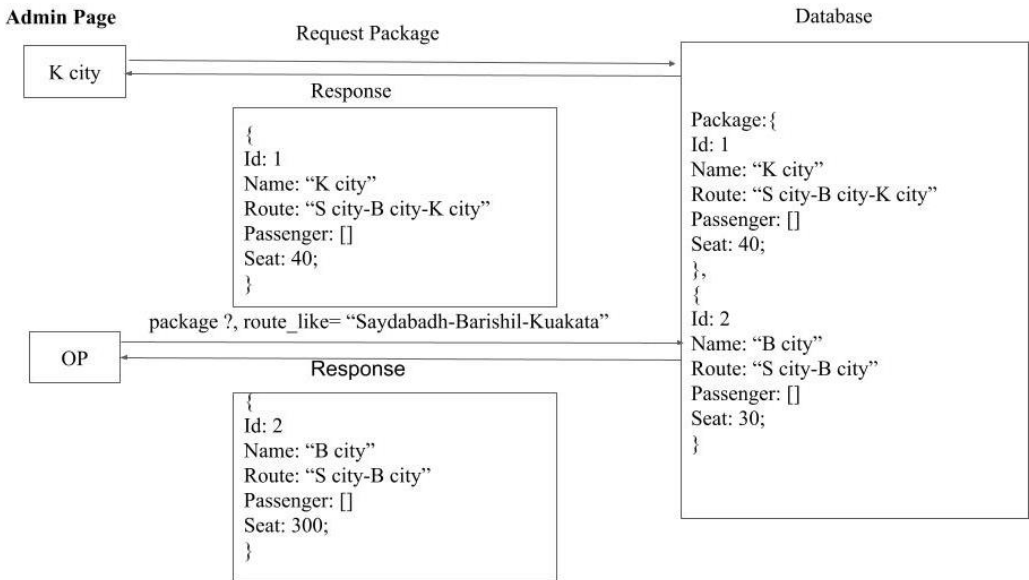 Admin Page
Database
Request Package
K city
Response
{
Id: 1
Name: “K city”
Route: “S city-B city-K city”
Passenger: []
Seat: 40;
}
package ?, route_like= “Saydabadh-Barishil-Kuakata”
OP
Response
{
Id: 2
Name: “B city”
Route: “S city-B city”
Passenger: []
Seat: 300;
}
Package:{
Id: 1
Name: “K city”
Route: “S city-B city-K city”
Passenger: []
Seat: 40;
},
{
Id: 2
Name: “B city”
Route: “S city-B city”
Passenger: []
Seat: 30;
}